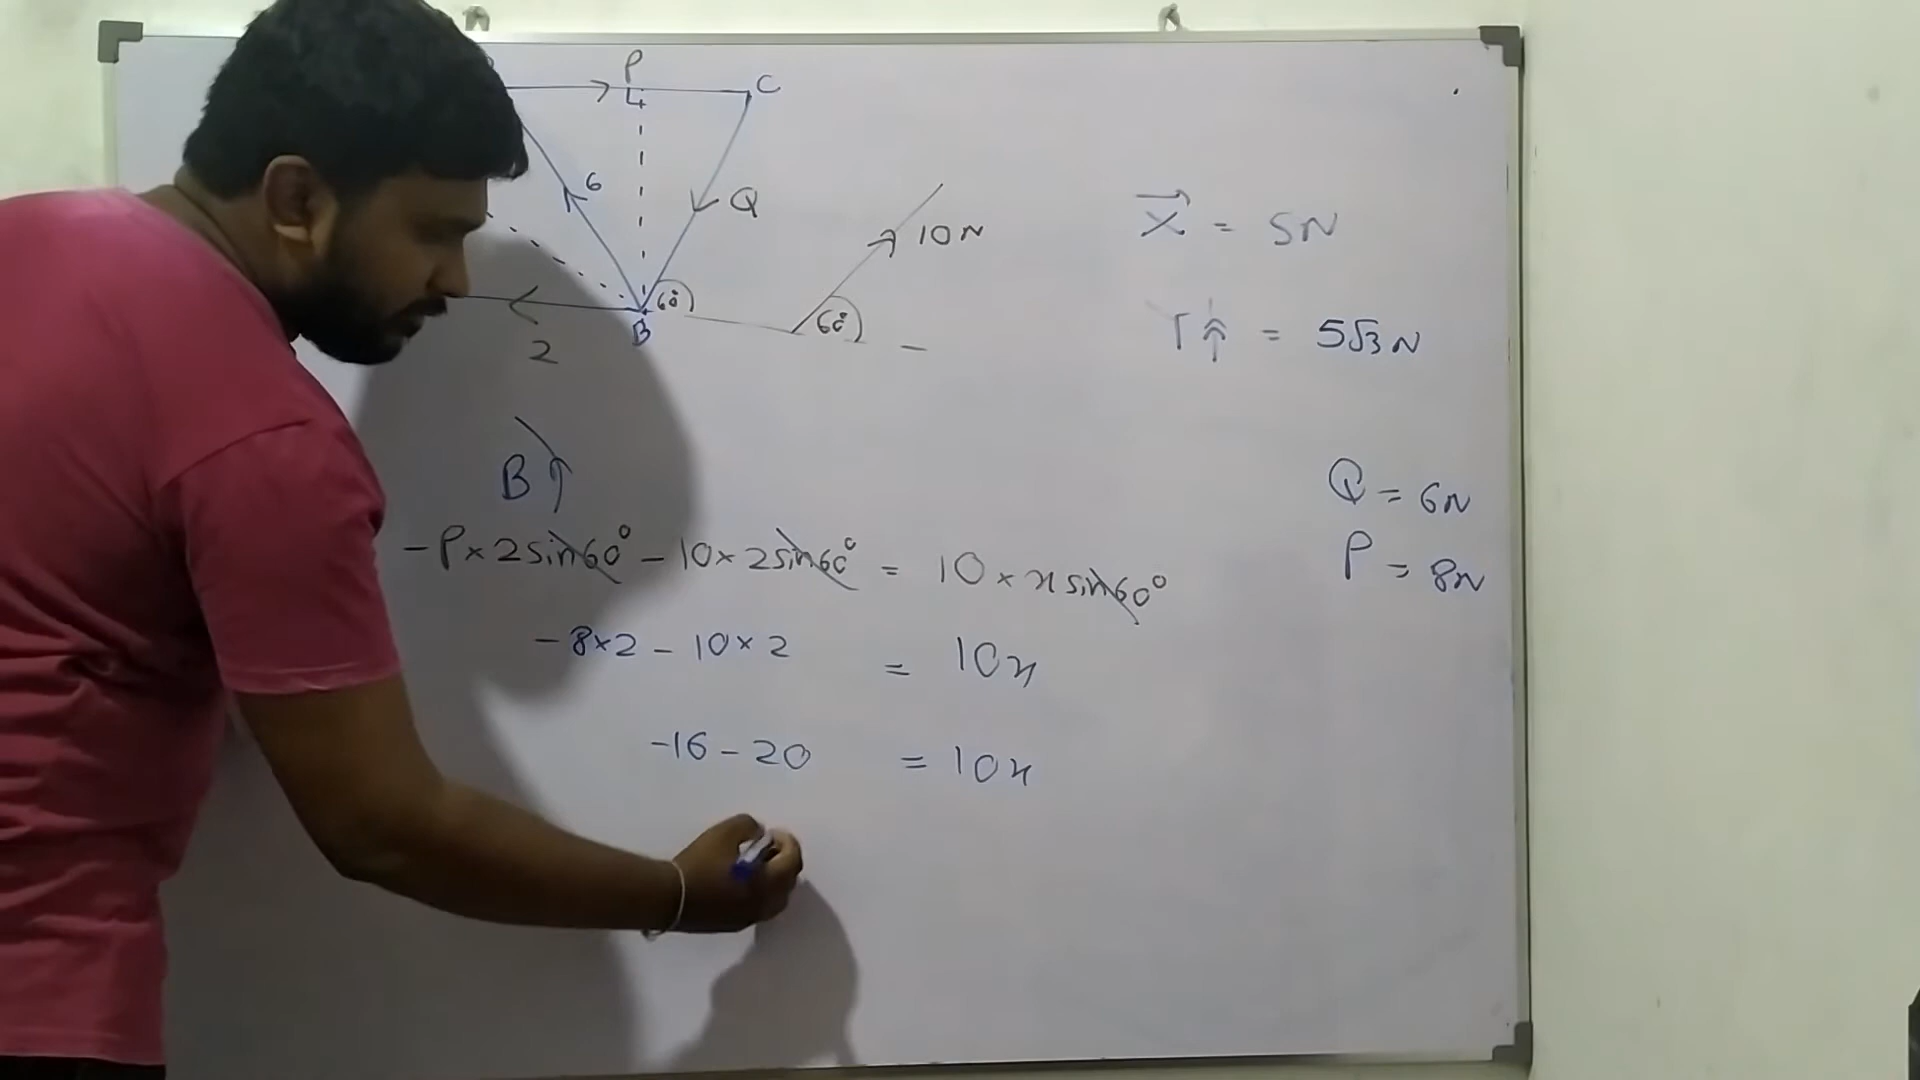 P
C
6
Q
10N
60°
60°
B
2
X = 5N
Y↑ = 5√3N
B
Q = 6N
P = 8N
-P×2sin60° - 10×2sin60° = 10×x sin60°
-8×2 - 10×2 = 10x
-16 - 20 = 10x